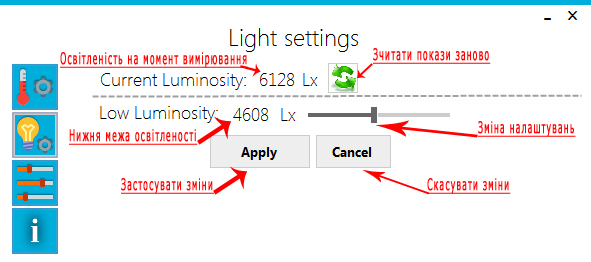 Light settings
Освітленість на момент вимірювання
Зчитати покази заново
Current Luminosity: 6128 Lx
Low Luminosity: 4608 Lx
Нижня межа освітленості
Зміна налаштувань
Apply Cancel
Застосувати зміни
Скасувати зміни
i